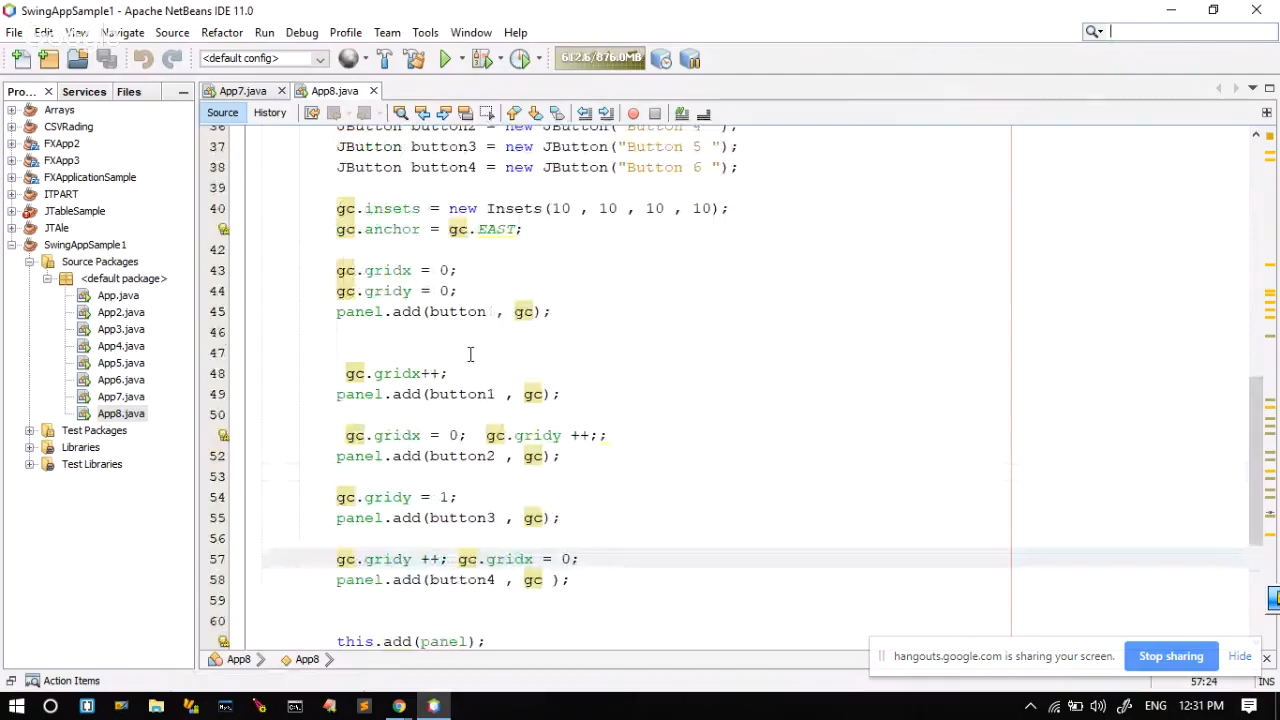 SwingAppSample1 - Apache NetBeans IDE 11.0
File Edit View Navigate Source Refactor Run Debug Profile Team Tools Window Help
<default config>
612.6/876.0MB
Pro... Services Files
App7.java App8.java
Source History
Arrays
CSVRading
FXApp2
FXApp3
FXApplicationSample
ITPART
JTableSample
JTAle
SwingAppSample1
Source Packages
<default package>
App.java
App2.java
App3.java
App4.java
App5.java
App6.java
App7.java
App8.java
Test Packages
Libraries
Test Libraries
36 JButton button2 = new JButton("Button 4 ");
37 JButton button3 = new JButton("Button 5 ");
38 JButton button4 = new JButton("Button 6 ");
39
40 gc.insets = new Insets(10 , 10 , 10 , 10);
gc.anchor = gc.EAST;
42
43 gc.gridx = 0;
44 gc.gridy = 0;
45 panel.add(button , gc);
46
47
48 gc.gridx++;
49 panel.add(button1 , gc);
50
gc.gridx = 0; gc.gridy ++;;
52 panel.add(button2 , gc);
53
54 gc.gridy = 1;
55 panel.add(button3 , gc);
56
57 gc.gridy ++; gc.gridx = 0;
58 panel.add(button4 , gc );
59
60
this.add(panel);
App8 App8
hangouts.google.com is sharing your screen. Stop sharing Hide
Action Items
57:24 INS
ENG 12:31 PM